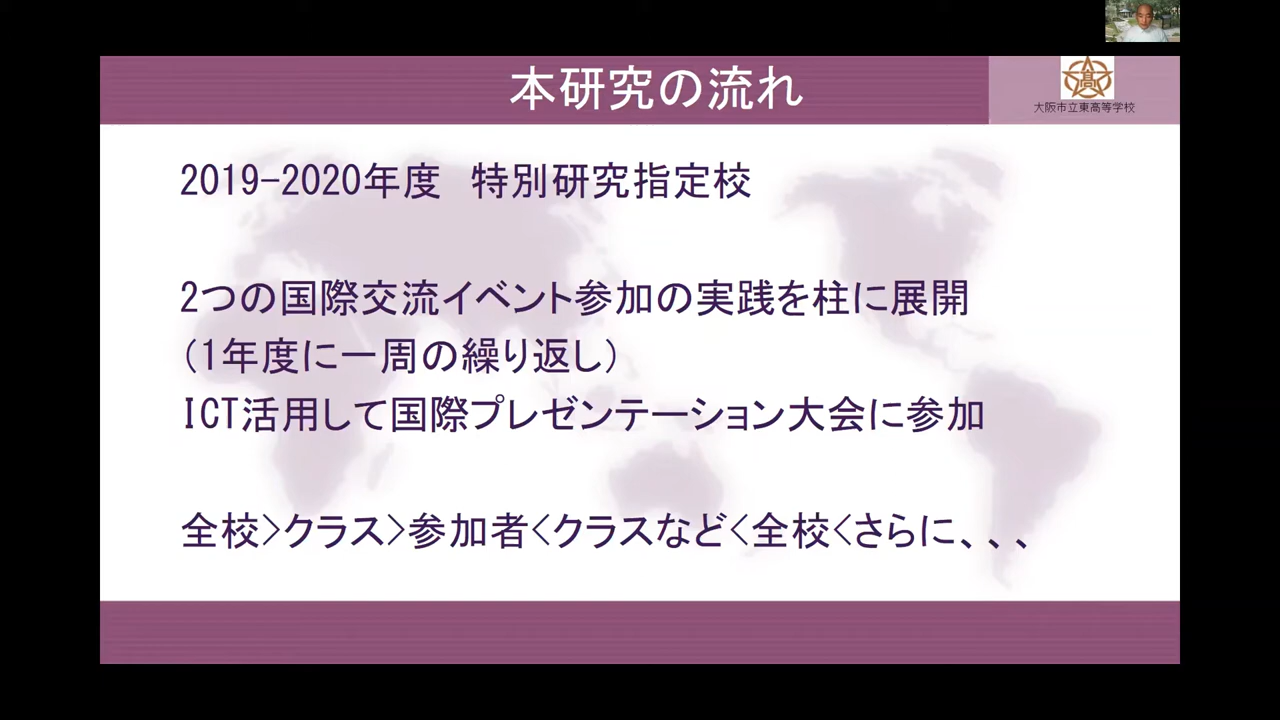 本研究の流れ
大阪市立東高等学校
2019-2020年度　特別研究指定校
2つの国際交流イベント参加の実践を柱に展開
(1年度に一周の繰り返し)
ICT活用して国際プレゼンテーション大会に参加
全校>クラス>参加者<クラスなど<全校<さらに、、、